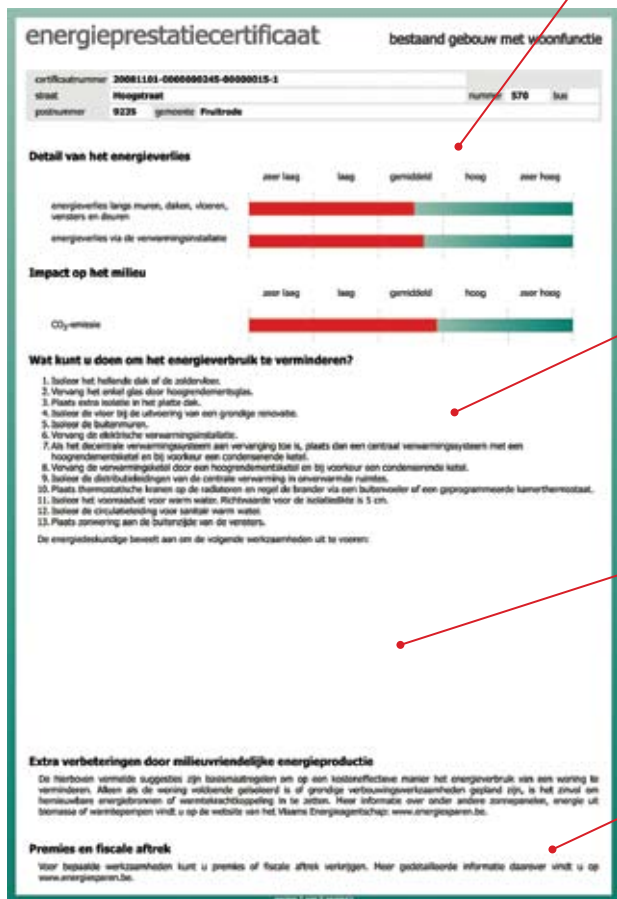 energieprestatiecertificaat bestaand gebouw met woonfunctie
certificaatnummer 20081101-0000000245-00000015-1
straat Hoogstraat nummer 570 bus
postnummer 9235 gemeente Fruitrode
Detail van het energieverlies
zeer laag laag gemiddeld hoog zeer hoog
energieverlies langs muren, daken, vloeren,
vensters en deuren
energieverlies via de verwarmingsinstallatie
Impact op het milieu
zeer laag laag gemiddeld hoog zeer hoog
CO₂-emissie
Wat kunt u doen om het energieverbruik te verminderen?
1. Isoleer het hellende dak of de zoldervloer.
2. Vervang het enkel glas door hoogrendementsglas.
3. Plaats extra isolatie in het platte dak.
4. Isoleer de vloer bij de uitvoering van een grondige renovatie.
5. Isoleer de buitenmuren.
6. Vervang de elektrische verwarmingsinstallatie.
7. Als het decentrale verwarmingssysteem aan vervanging toe is, plaats dan een centraal verwarmingssysteem met een
hoogrendementsketel en bij voorkeur een condenserende ketel.
8. Vervang de verwarmingsketel door een hoogrendementsketel en bij voorkeur een condenserende ketel.
9. Isoleer de distributieleidingen van de centrale verwarming in onverwarmde ruimtes.
10. Plaats thermostatische kranen op de radiatoren en regel de brander via een buitenvoeler of een geprogrammeerde kamerthermostaat.
11. Isoleer het voorraadvat voor warm water. Richtwaarde voor de isolatiedikte is 5 cm.
12. Isoleer de circulatieleiding voor sanitair warm water.
13. Plaats zonwering aan de buitenzijde van de vensters.
De energiedeskundige beveelt aan om de volgende werkzaamheden uit te voeren:
Extra verbeteringen door milieuvriendelijke energieproductie
De hierboven vermelde suggesties zijn basismaatregelen om op een kosteneffectieve manier het energieverbruik van een woning te
verminderen. Alleen als de woning voldoende geïsoleerd is of grondige verbouwingswerkzaamheden gepland zijn, is het zinvol om
hernieuwbare energiebronnen of warmtekrachtkoppeling in te zetten. Meer informatie over onder andere zonnepanelen, energie uit
biomassa of warmtepompen vindt u op de website van het Vlaams Energieagentschap: www.energiesparen.be.
Premies en fiscale aftrek
Voor bepaalde werkzaamheden kunt u premies of fiscale aftrek verkrijgen. Meer gedetailleerde informatie daarover vindt u op
www.energiesparen.be.